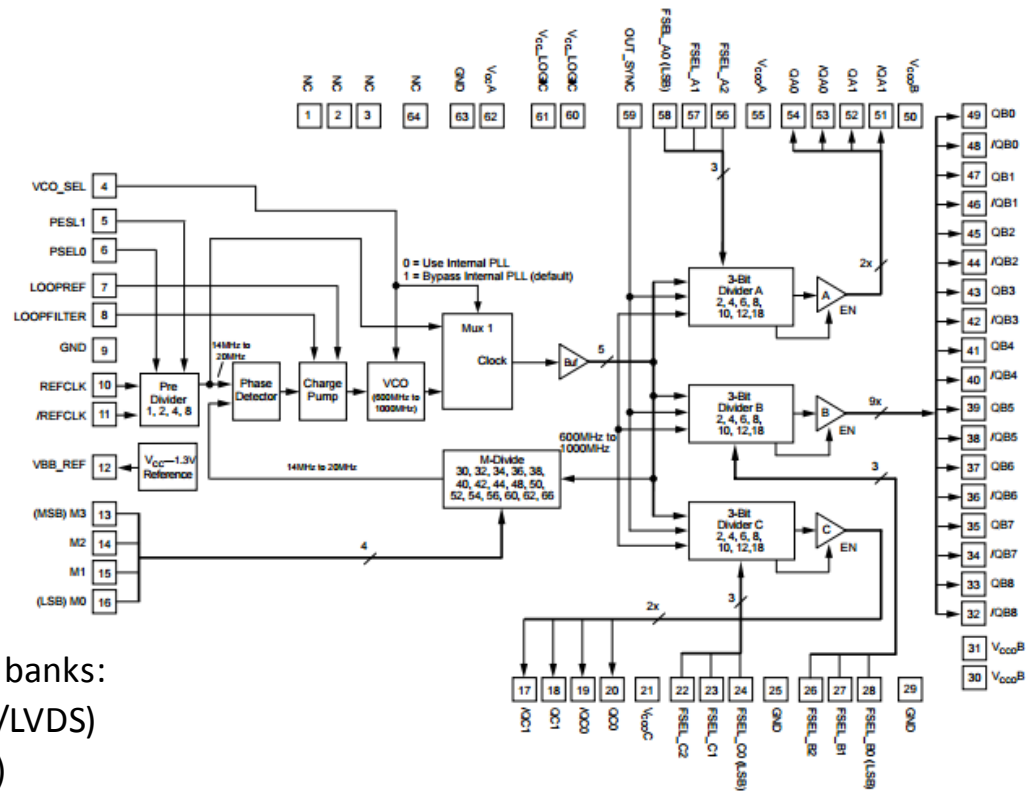 NC
NC
NC
NC
GND
VCCA
VCC_LOGIC
VCC_LOGIC
OUT_SYNC
FSEL_A0 (LSB)
FSEL_A1
FSEL_A2
VCCOA
QA0
/QA0
QA1
/QA1
VCCOB
1
2
3
64
63
62
61
60
59
58
57
56
55
54
53
52
51
50
49 QB0
48 /QB0
47 QB1
46 /QB1
45 QB2
44 /QB2
43 QB3
42 /QB3
41 QB4
40 /QB4
39 QB5
38 /QB5
37 QB6
36 /QB6
35 QB7
34 /QB7
33 QB8
32 /QB8
31 VCCOB
30 VCCOB
VCO_SEL 4
PESL1 5
PSEL0 6
LOOPREF 7
LOOPFILTER 8
GND 9
REFCLK 10
/REFCLK 11
VBB_REF 12
(MSB) M3 13
M2 14
M1 15
(LSB) M0 16
3
2x
0 = Use Internal PLL
1 = Bypass Internal PLL (default)
14MHz to
20MHz
Pre
Divider
1, 2, 4, 8
Phase
Detector
Charge
Pump
VCO
(600MHz to
1000MHz)
Mux 1
Clock
Buf
5
3-Bit
Divider A
2, 4, 6, 8,
10, 12,18
A
EN
3-Bit
Divider B
2, 4, 6, 8,
10, 12,18
B
EN
9x
3
3-Bit
Divider C
2, 4, 6, 8,
10, 12,18
C
EN
600MHz to
1000MHz
VCC—1.3V
Reference
14MHz to 20MHz
M-Divide
30, 32, 34, 36, 38,
40, 42, 44, 48, 50,
52, 54, 56, 60, 62, 66
4
2x
3
17
18
19
20
21
22
23
24
25
26
27
28
29
/QC1
QC1
/QC0
QC0
VCCOC
FSEL_C2
FSEL_C1
FSEL_C0 (LSB)
GND
FSEL_B2
FSEL_B1
FSEL_B0 (LSB)
GND
banks:
/LVDS)
)